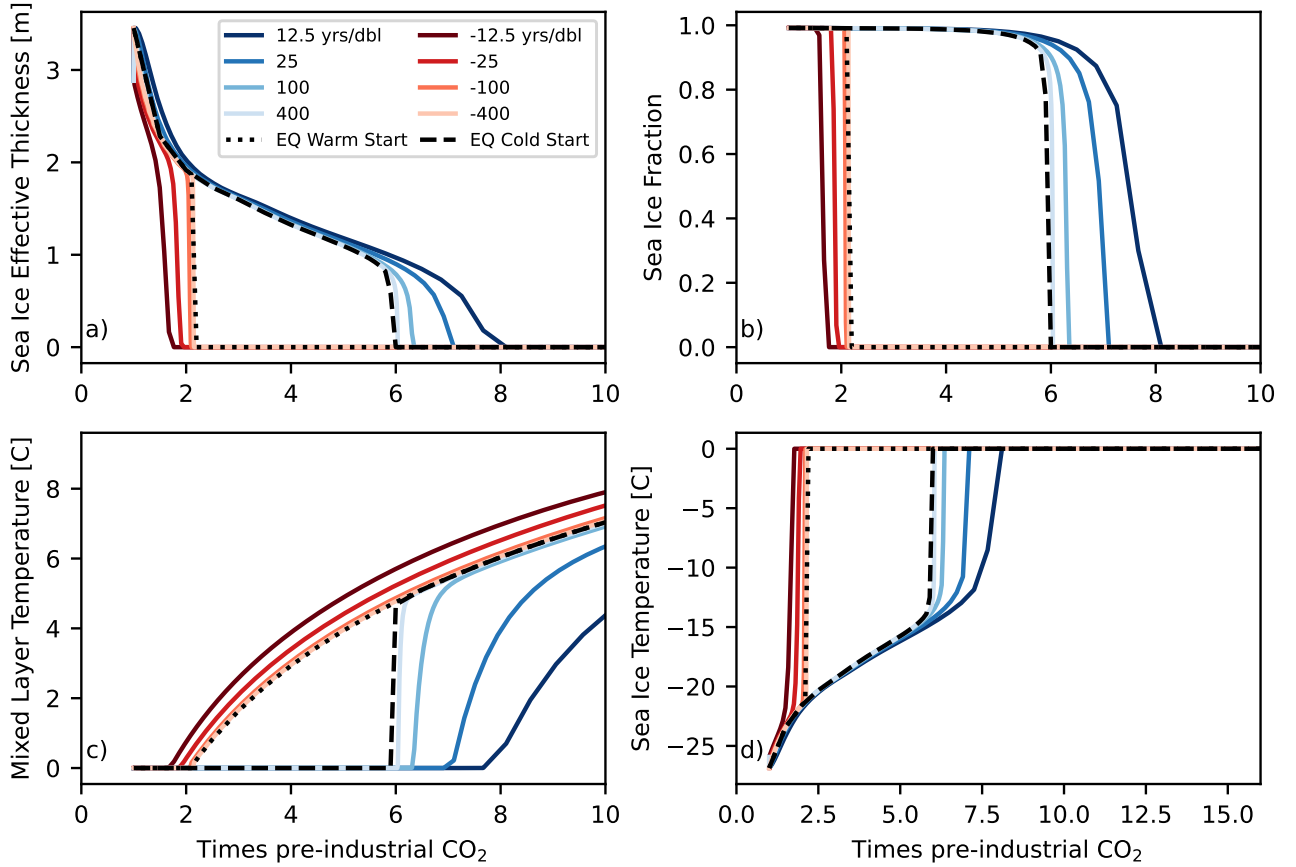 Sea Ice Effective Thickness [m]
3
2
1
0
0 2 4 6 8 10
a)
12.5 yrs/dbl -12.5 yrs/dbl
25 -25
100 -100
400 -400
EQ Warm Start EQ Cold Start
Sea Ice Fraction
1.0
0.8
0.6
0.4
0.2
0.0
0 2 4 6 8 10
b)
Mixed Layer Temperature [C]
8
6
4
2
0
0 2 4 6 8 10
c)
Times pre-industrial CO₂
Sea Ice Temperature [C]
0
−5
−10
−15
−20
−25
0.0 2.5 5.0 7.5 10.0 12.5 15.0
d)
Times pre-industrial CO₂